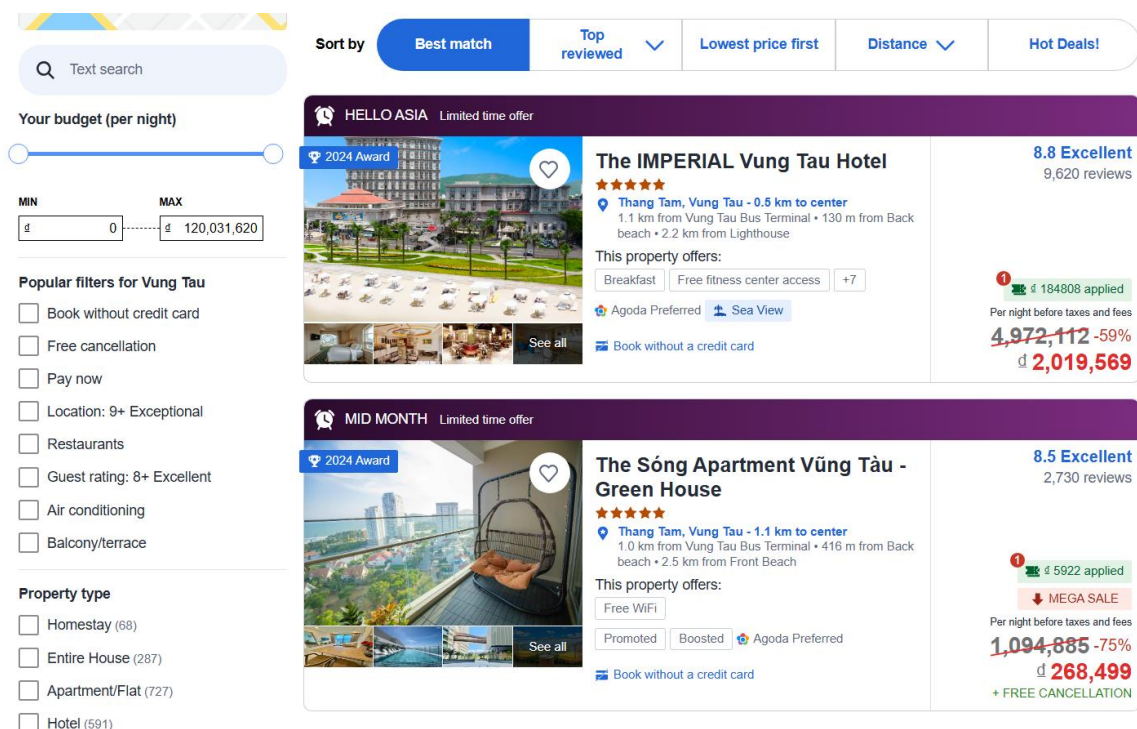 Sort by
Best match
Top
reviewed
Lowest price first
Distance
Hot Deals!
Text search
Your budget (per night)
MIN
MAX
₫ 0
₫ 120,031,620
Popular filters for Vung Tau
Book without credit card
Free cancellation
Pay now
Location: 9+ Exceptional
Restaurants
Guest rating: 8+ Excellent
Air conditioning
Balcony/terrace
Property type
Homestay (68)
Entire House (287)
Apartment/Flat (727)
Hotel (591)
HELLO ASIA Limited time offer
2024 Award
See all
The IMPERIAL Vung Tau Hotel
Thang Tam, Vung Tau - 0.5 km to center
1.1 km from Vung Tau Bus Terminal • 130 m from Back
beach • 2.2 km from Lighthouse
This property offers:
Breakfast
Free fitness center access
+7
Agoda Preferred
Sea View
Book without a credit card
8.8 Excellent
9,620 reviews
1
₫ 184808 applied
Per night before taxes and fees
4,972,112 -59%
₫ 2,019,569
MID MONTH Limited time offer
2024 Award
See all
The Sóng Apartment Vũng Tàu -
Green House
Thang Tam, Vung Tau - 1.1 km to center
1.0 km from Vung Tau Bus Terminal • 416 m from Back
beach • 2.5 km from Front Beach
This property offers:
Free WiFi
Promoted
Boosted
Agoda Preferred
Book without a credit card
8.5 Excellent
2,730 reviews
1
₫ 5922 applied
MEGA SALE
Per night before taxes and fees
1,094,885 -75%
₫ 268,499
+ FREE CANCELLATION